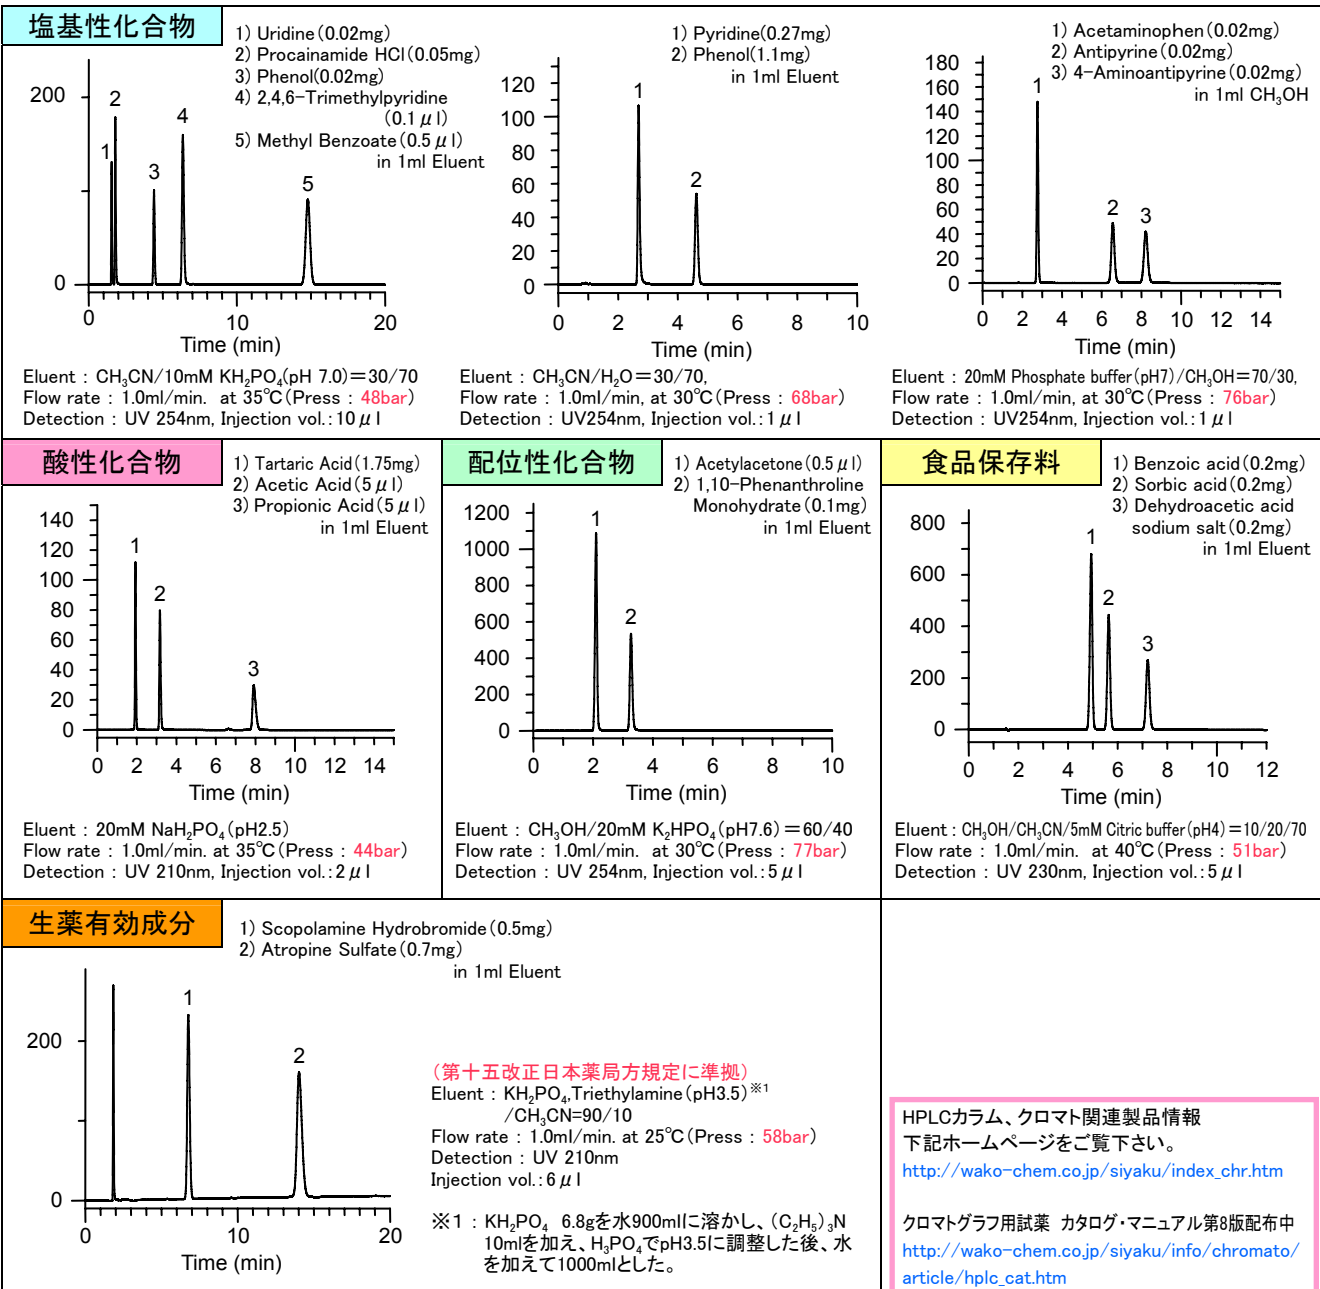 塩基性化合物
1) Uridine(0.02mg)
2) Procainamide HCl(0.05mg)
3) Phenol(0.02mg)
4) 2,4,6-Trimethylpyridine
(0.1μl)
5) Methyl Benzoate(0.5μl)
in 1ml Eluent
200
0
1
2
3
4
5
0 10 20
Time (min)
Eluent : CH₃CN/10mM KH₂PO₄(pH 7.0)=30/70
Flow rate : 1.0ml/min. at 35℃(Press : 48bar)
Detection : UV 254nm, Injection vol.:10μl
1) Pyridine(0.27mg)
2) Phenol(1.1mg)
in 1ml Eluent
120
100
80
60
40
20
0
1
2
0 2 4 6 8 10
Time (min)
Eluent : CH₃CN/H₂O=30/70,
Flow rate : 1.0ml/min, at 30℃(Press : 68bar)
Detection : UV254nm, Injection vol.:1μl
1) Acetaminophen(0.02mg)
2) Antipyrine(0.02mg)
3) 4-Aminoantipyrine(0.02mg)
in 1ml CH₃OH
180
160
140
120
100
80
60
40
20
0
1
2
3
0 2 4 6 8 10 12 14
Time (min)
Eluent : 20mM Phosphate buffer(pH7)/CH₃OH=70/30,
Flow rate : 1.0ml/min, at 30℃(Press : 76bar)
Detection : UV254nm, Injection vol.:1μl
酸性化合物
1) Tartaric Acid(1.75mg)
2) Acetic Acid(5μl)
3) Propionic Acid(5μl)
in 1ml Eluent
140
120
100
80
60
40
20
0
1
2
3
0 2 4 6 8 10 12 14
Time (min)
Eluent : 20mM NaH₂PO₄(pH2.5)
Flow rate : 1.0ml/min. at 35℃(Press : 44bar)
Detection : UV 210nm, Injection vol.:2μl
配位性化合物
1) Acetylacetone(0.5μl)
2) 1,10-Phenanthroline
Monohydrate(0.1mg)
in 1ml Eluent
1200
1000
800
600
400
200
0
1
2
0 2 4 6 8 10
Time (min)
Eluent : CH₃OH/20mM K₂HPO₄(pH7.6)=60/40
Flow rate : 1.0ml/min. at 30℃(Press : 77bar)
Detection : UV 254nm, Injection vol.:5μl
食品保存料
1) Benzoic acid(0.2mg)
2) Sorbic acid(0.2mg)
3) Dehydroacetic acid
sodium salt(0.2mg)
in 1ml Eluent
800
600
400
200
0
1
2
3
0 2 4 6 8 10 12
Time (min)
Eluent : CH₃OH/CH₃CN/5mM Citric buffer(pH4)=10/20/70
Flow rate : 1.0ml/min. at 40℃(Press : 51bar)
Detection : UV 230nm, Injection vol.:5μl
生薬有効成分
1) Scopolamine Hydrobromide(0.5mg)
2) Atropine Sulfate(0.7mg)
in 1ml Eluent
200
0
1
2
0 10 20
Time (min)
(第十五改正日本薬局方規定に準拠)
Eluent : KH₂PO₄,Triethylamine(pH3.5)※1
/CH₃CN=90/10
Flow rate : 1.0ml/min. at 25℃(Press : 58bar)
Detection : UV 210nm
Injection vol.:6μl
※1 : KH₂PO₄ 6.8gを水900mlに溶かし、(C₂H₅)₃N
10mlを加え、H₃PO₄でpH3.5に調整した後、水
を加えて1000mlとした。
HPLCカラム、クロマト関連製品情報
下記ホームページをご覧下さい。
http://wako-chem.co.jp/siyaku/index_chr.htm
クロマトグラフ用試薬 カタログ・マニュアル第8版配布中
http://wako-chem.co.jp/siyaku/info/chromato/
article/hplc_cat.htm